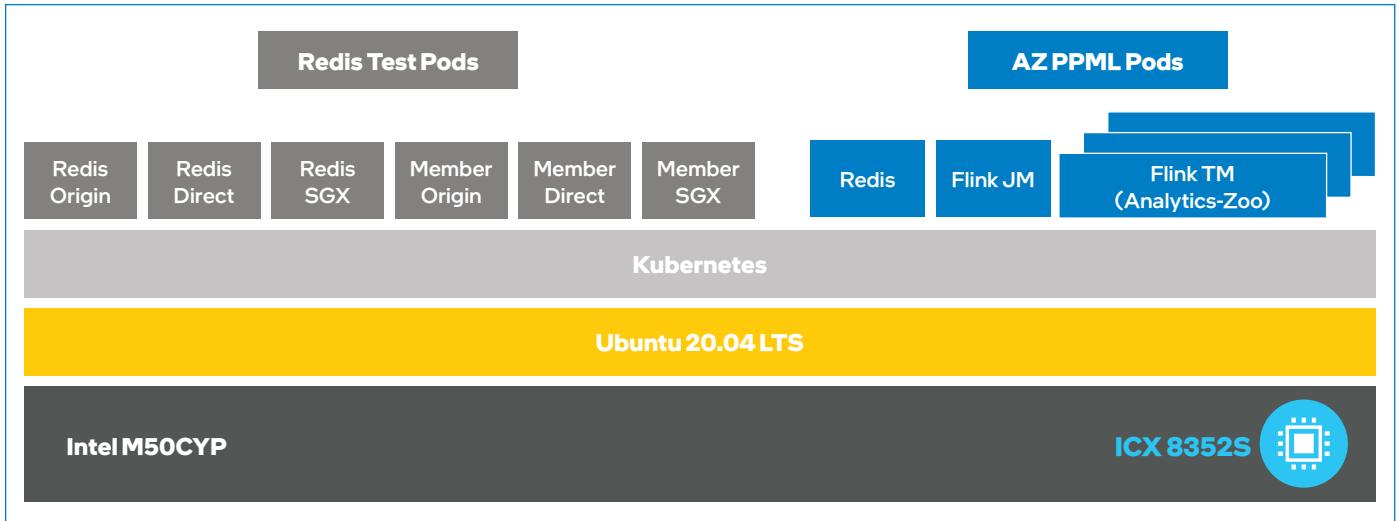 Redis Test Pods
AZ PPML Pods
Redis
Origin
Redis
Direct
Redis
SGX
Member
Origin
Member
Direct
Member
SGX
Redis
Flink JM
Flink TM
(Analytics-Zoo)
Kubernetes
Ubuntu 20.04 LTS
Intel M50CYP
ICX 8352S